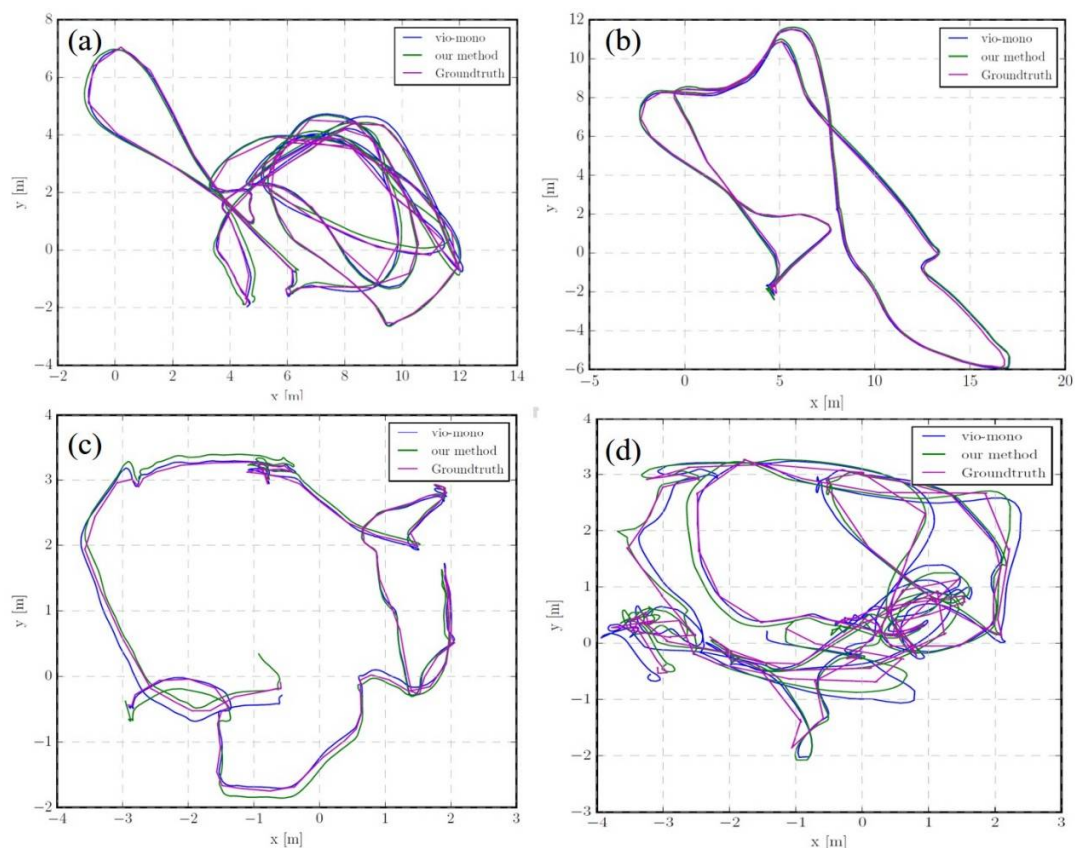 (a)
vio-mono
our method
Groundtruth
y [m]
8
6
4
2
0
−2
−4
−2 0 2 4 6 8 10 12 14
x [m]
(b)
vio-mono
our method
Groundtruth
y [m]
12
10
8
6
4
2
0
−2
−4
−6
−5 0 5 10 15 20
x [m]
(c)
vio-mono
our method
Groundtruth
y [m]
4
3
2
1
0
−1
−2
−4 −3 −2 −1 0 1 2 3
x [m]
(d)
vio-mono
our method
Groundtruth
y [m]
4
3
2
1
0
−1
−2
−3
−4 −3 −2 −1 0 1 2 3
x [m]